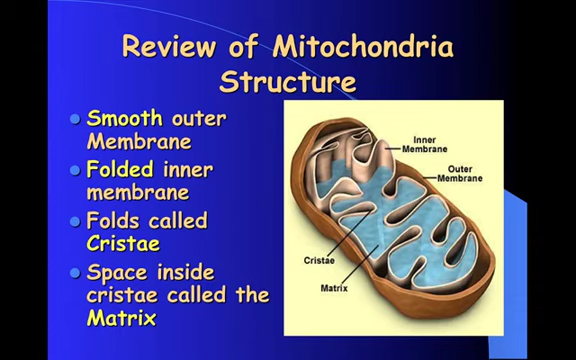 Review of Mitochondria
Structure
Smooth outer
Membrane
Folded inner
membrane
Folds called
Cristae
Space inside
cristae called the
Matrix
Inner
Membrane
Outer
Membrane
Cristae
Matrix